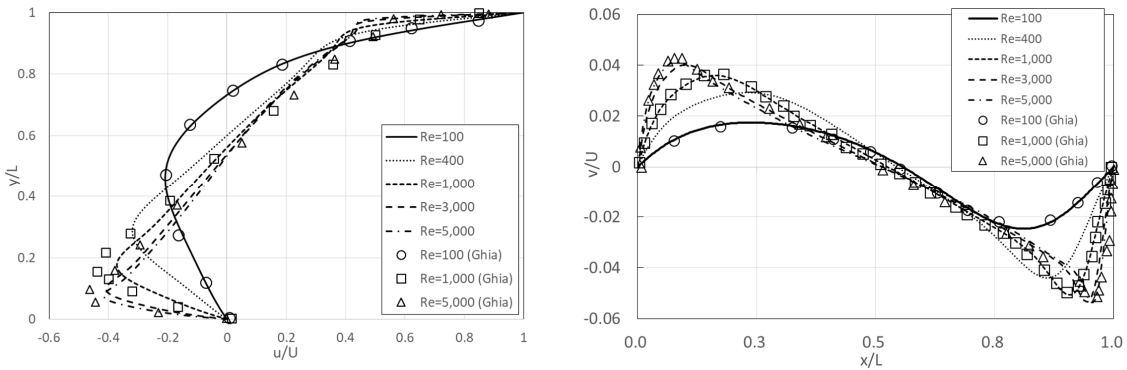 1
0.8
0.6
0.4
0.2
0
y/L
-0.6
-0.4
-0.2
0
0.2
0.4
0.6
0.8
1
u/U
Re=100
Re=400
Re=1,000
Re=3,000
Re=5,000
Re=100 (Ghia)
Re=1,000 (Ghia)
Re=5,000 (Ghia)
0.06
0.04
0.02
0
-0.02
-0.04
-0.06
v/U
0.0
0.3
0.5
0.8
1.0
x/L
Re=100
Re=400
Re=1,000
Re=3,000
Re=5,000
Re=100 (Ghia)
Re=1,000 (Ghia)
Re=5,000 (Ghia)